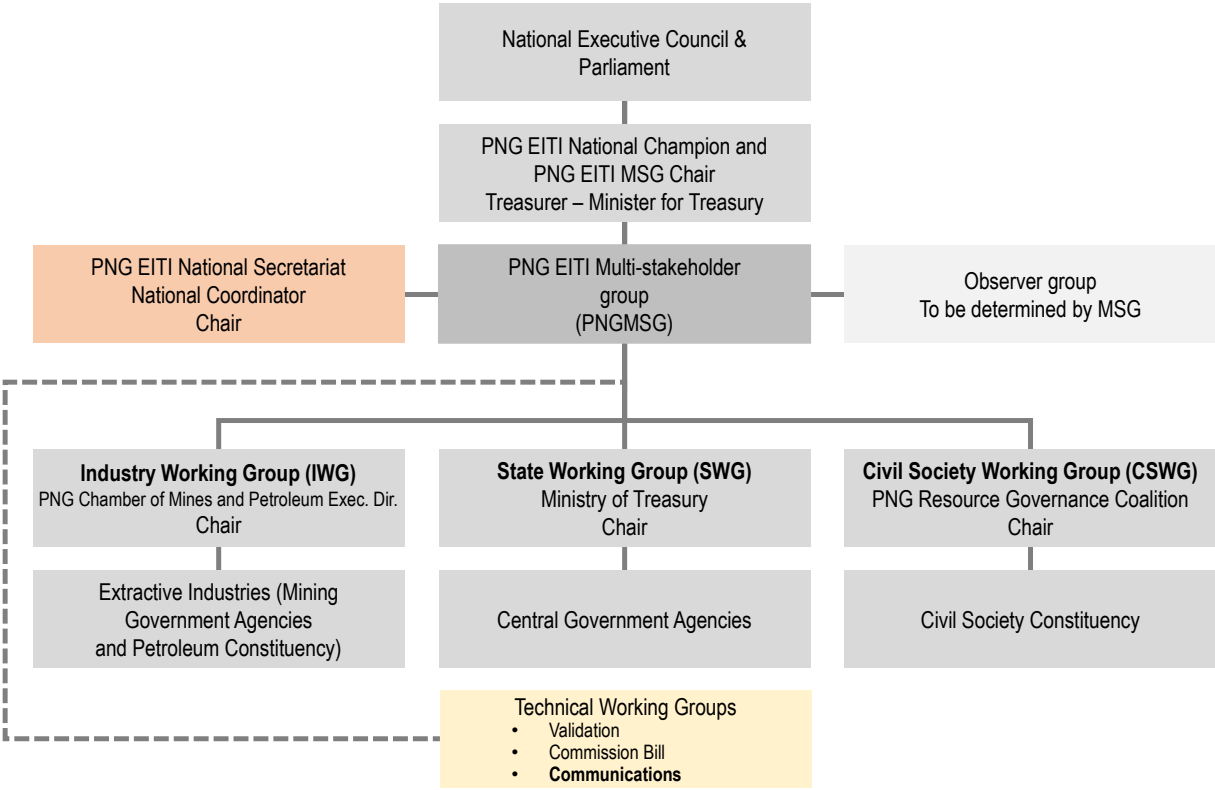 National Executive Council &
Parliament
PNG EITI National Champion and
PNG EITI MSG Chair
Treasurer – Minister for Treasury
PNG EITI National Secretariat
National Coordinator
Chair
PNG EITI Multi-stakeholder
group
(PNGMSG)
Observer group
To be determined by MSG
Industry Working Group (IWG)
PNG Chamber of Mines and Petroleum Exec. Dir.
Chair
State Working Group (SWG)
Ministry of Treasury
Chair
Civil Society Working Group (CSWG)
PNG Resource Governance Coalition
Chair
Extractive Industries (Mining
Government Agencies
and Petroleum Constituency)
Central Government Agencies
Civil Society Constituency
Technical Working Groups
• Validation
• Commission Bill
• Communications